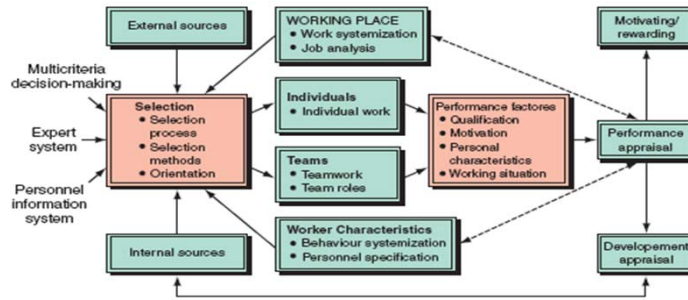 External sources
WORKING PLACE
• Work systemization
• Job analysis
Motivating/
rewarding
Multicriteria
decision-making
Expert
system
Personnel
information
system
Selection
• Selection
process
• Selection
methods
• Orientation
Individuals
• Individual work
Teams
• Teamwork
• Team roles
Performance factores
• Qualification
• Motivation
• Personal
characteristics
• Working situation
Performance
appraisal
Internal sources
Worker Characteristics
• Behaviour systemization
• Personnel specification
Developement
appraisal